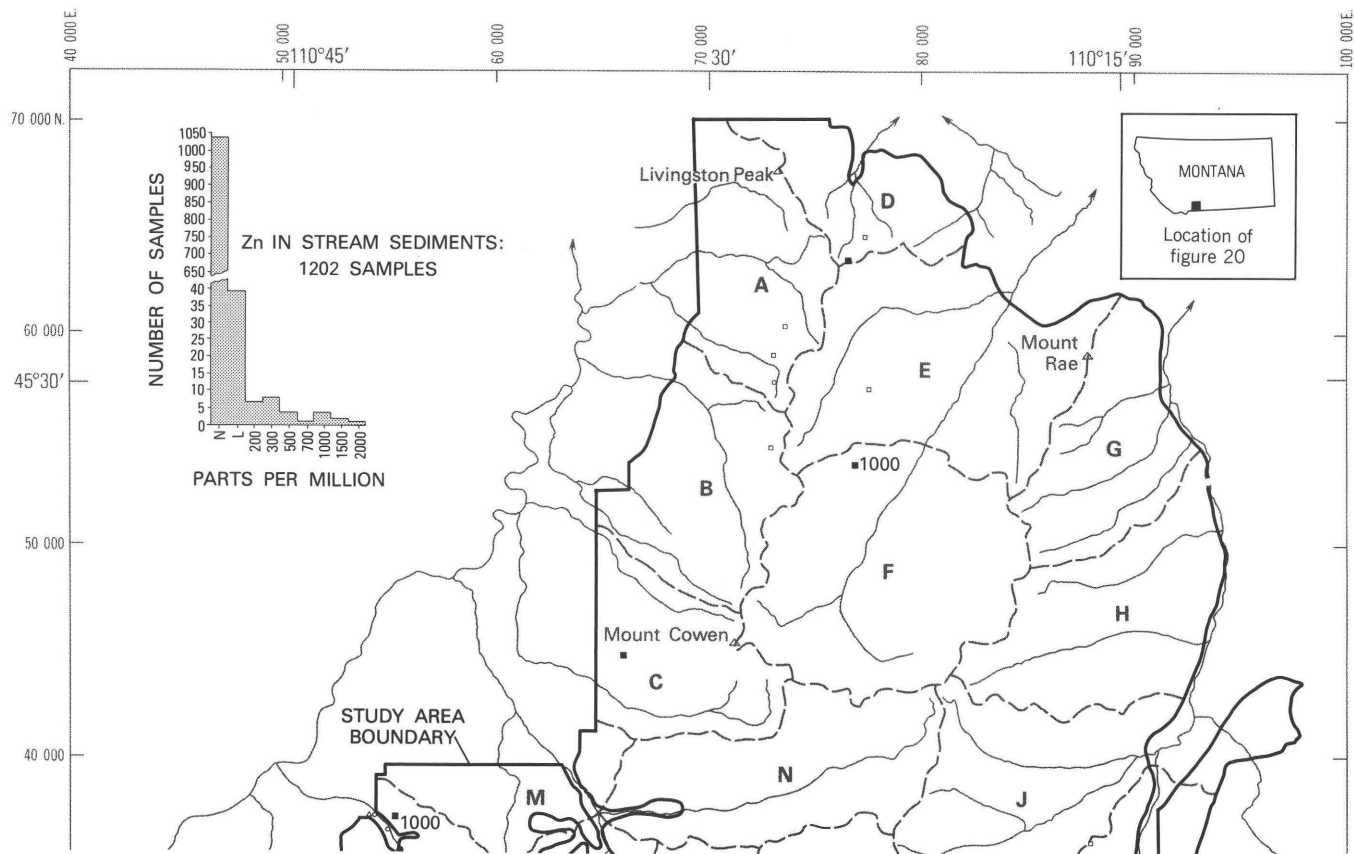 40 000
50 000
110°45'
60 000
70 000
70 30'
80 000
110°15'
90 000
100 000 E.
70 000 N.
60 000
45°30'
50 000
40 000
NUMBER OF SAMPLES
1050
1000
950
900
850
800
750
700
650
40
35
30
25
20
15
10
5
0
N
L
200
300
500
700
1000
1500
2000
PARTS PER MILLION
Zn IN STREAM SEDIMENTS:
1202 SAMPLES
Livingston Peak
D
MONTANA
Location of
figure 20
A
E
Mount
Rae
G
1000
B
F
H
Mount Cowen
C
STUDY AREA
BOUNDARY
N
J
M
1000